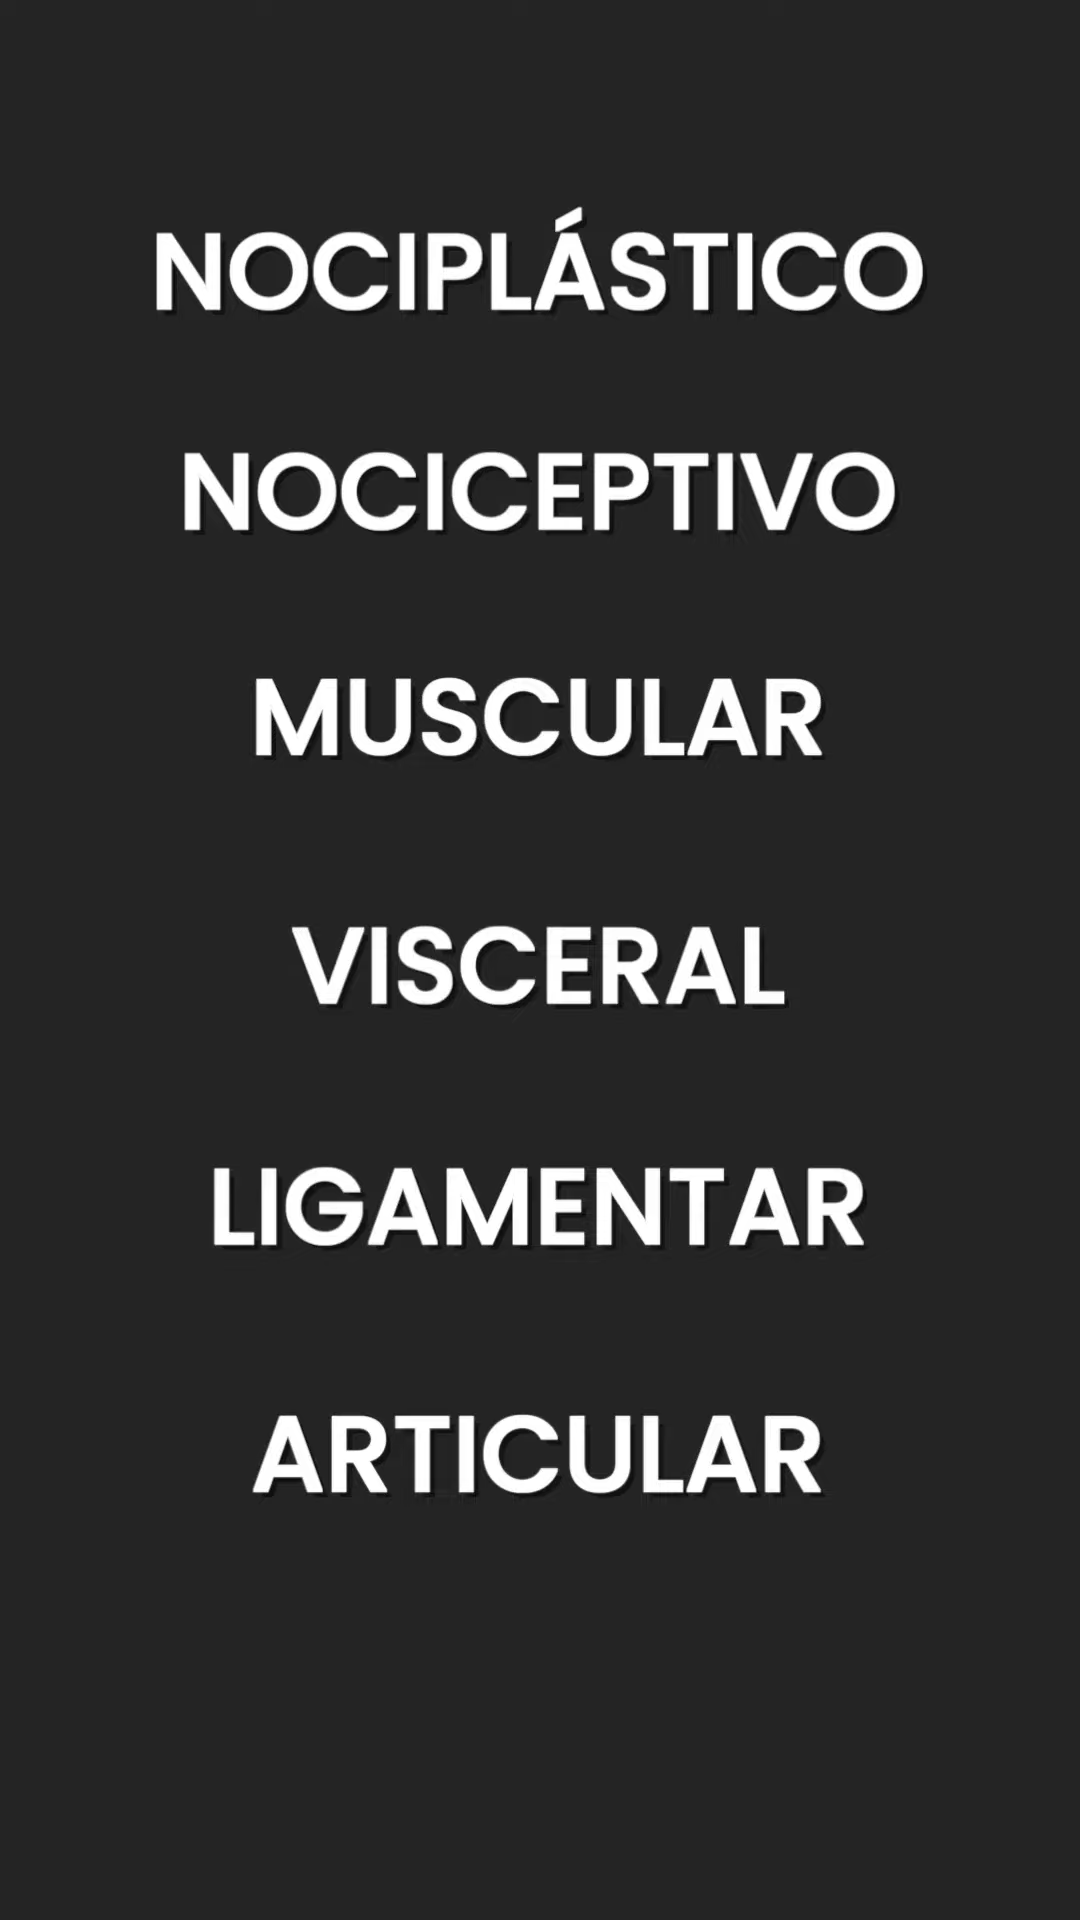 NOCIPLÁSTICO
NOCICEPTIVO
MUSCULAR
VISCERAL
LIGAMENTAR
ARTICULAR